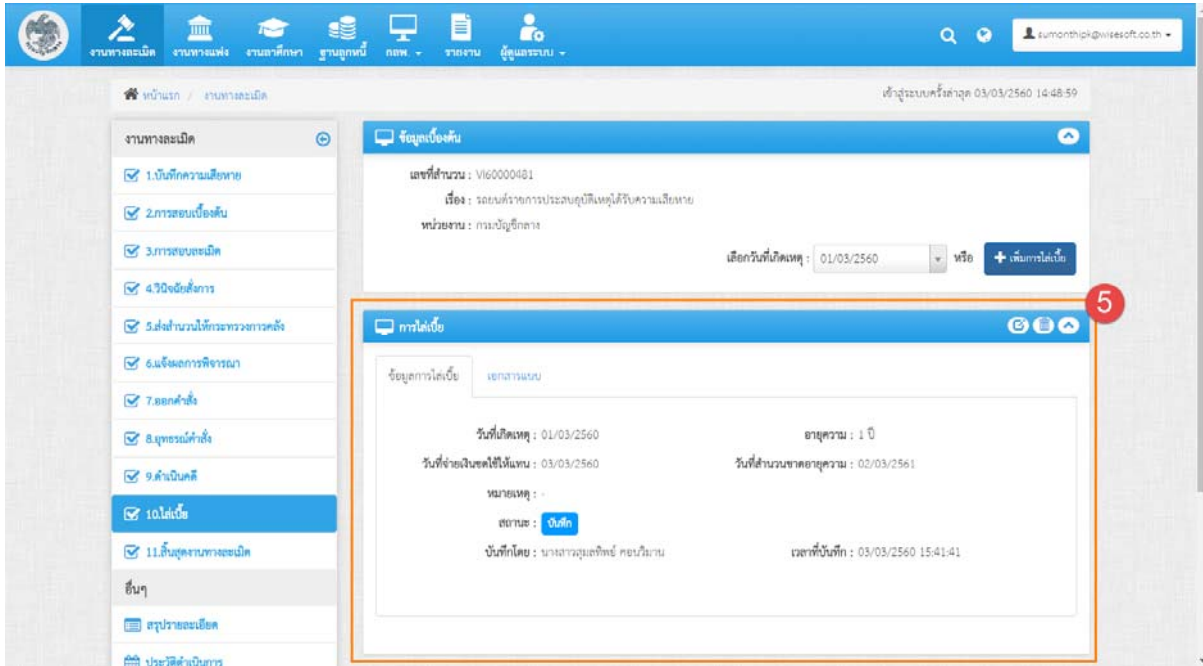 งานทางละเมิด งานทางแพ่ง งานอาศึกษา ฐานลูกหนี้ กถพ. รายงาน ผู้ดูแลระบบ sumonthipk@wisesoft.co.th
หน้าแรก / งานทางละเมิด เข้าสู่ระบบครั้งล่าสุด 03/03/2560 14:48:59
งานทางละเมิด
1.บันทึกความเสียหาย
2.การสอบเบื้องต้น
3.การสอบละเมิด
4.วินิจฉัยสั่งการ
5.ส่งสำนวนให้กระทรวงการคลัง
6.แจ้งผลการพิจารณา
7.ออกคำสั่ง
8.อุทธรณ์คำสั่ง
9.ดำเนินคดี
10.ไล่เบี้ย
11.สิ้นสุดงานทางละเมิด
อื่นๆ
สรุปรายละเอียด
ประวัติดำเนินการ
ข้อมูลเบื้องต้น
เลขที่สำนวน : VI60000481
เรื่อง : รถยนต์ราชการประสบอุบัติเหตุได้รับความเสียหาย
หน่วยงาน : กรมบัญชีกลาง
เลือกวันที่เกิดเหตุ : 01/03/2560 หรือ เพิ่มการไล่เบี้ย
5
การไล่เบี้ย
ข้อมูลการไล่เบี้ย เอกสารแนบ
วันที่เกิดเหตุ : 01/03/2560 อายุความ : 1 ปี
วันที่จ่ายเงินชดใช้ให้แทน : 03/03/2560 วันที่สำนวนขาดอายุความ : 02/03/2561
หมายเหตุ : -
สถานะ : บันทึก
บันทึกโดย : นางสาวสุมลทิพย์ คอนวิมาน เวลาที่บันทึก : 03/03/2560 15:41:41